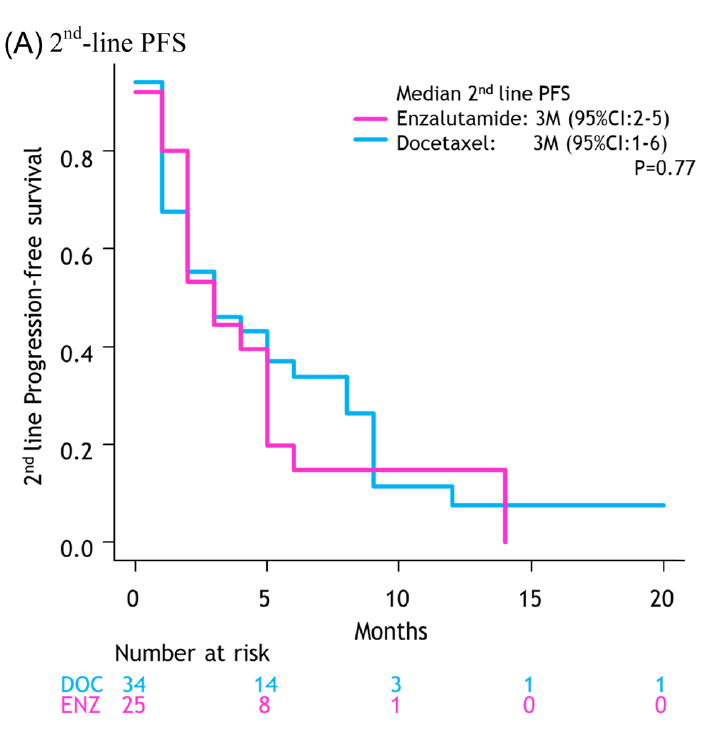 (A) 2nd-line PFS
Median 2nd line PFS
Enzalutamide: 3M (95%CI:2-5)
Docetaxel: 3M (95%CI:1-6)
P=0.77
2nd line Progression-free survival
0.8
0.6
0.4
0.2
0.0
0 5 10 15 20
Months
Number at risk
DOC 34 14 3 1 1
ENZ 25 8 1 0 0